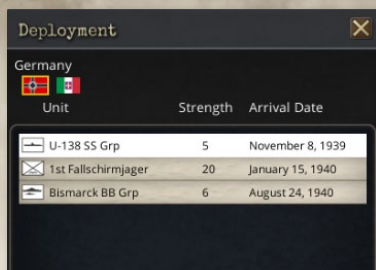 Deployment
Germany
Unit Strength Arrival Date
U-138 SS Grp 5 November 8, 1939
1st Fallschirmjager 20 January 15, 1940
Bismarck BB Grp 6 August 24, 1940